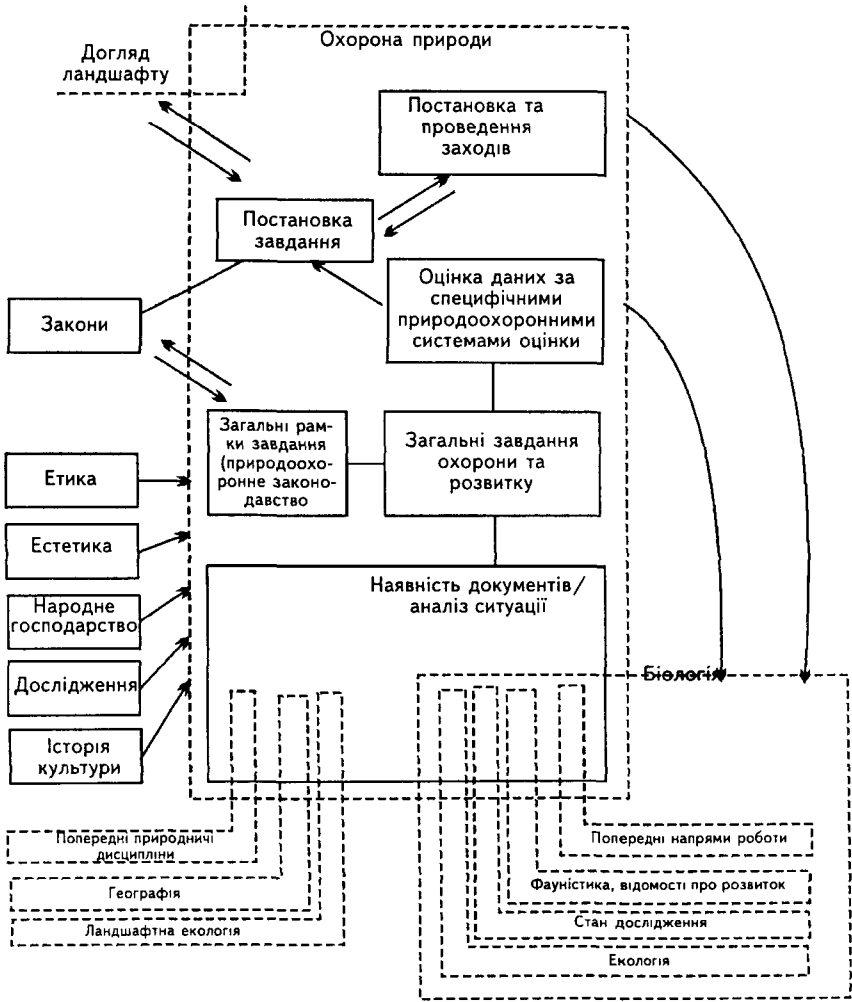 Охорона природи
Догляд
ландшафту
Постановка та
проведення
заходів
Постановка
завдання
Оцінка даних за
специфічними
природоохоронними
системами оцінки
Закони
Загальні рам-
ки завдання
(природоохо-
ронне законо-
давство
Загальні завдання
охорони та
розвитку
Етика
Естетика
Народне
господарство
Дослідження
Історія
культури
Наявність документів/
аналіз ситуації
Біологія
Попередні природничі
дисципліни
Географія
Ландшафтна екологія
Попередні напрями роботи
Фауністика, відомості про розвиток
Стан дослідження
Екологія